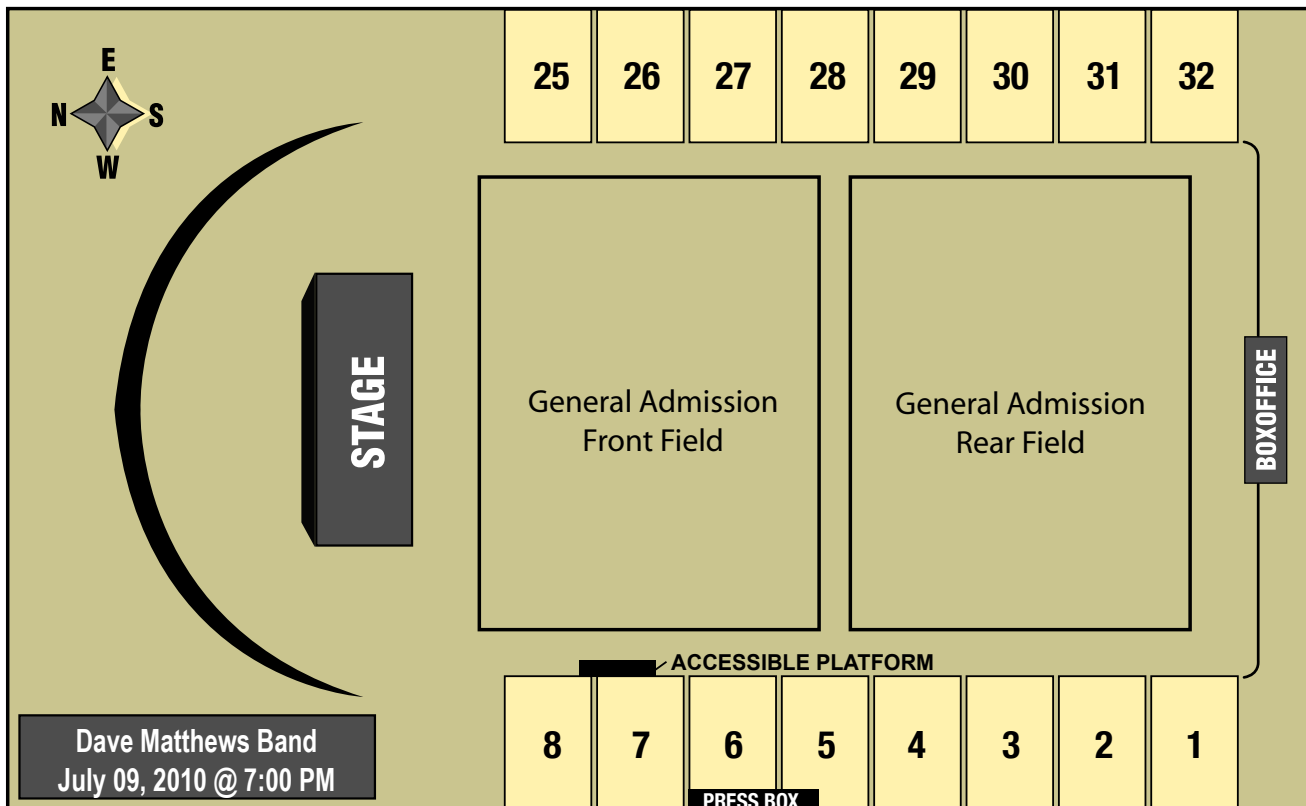 E
N S
W
25 26 27 28 29 30 31 32
STAGE
General Admission
Front Field
General Admission
Rear Field
BOXOFFICE
ACCESSIBLE PLATFORM
8 7 6 5 4 3 2 1
PRESS BOX
Dave Matthews Band
July 09, 2010 @ 7:00 PM